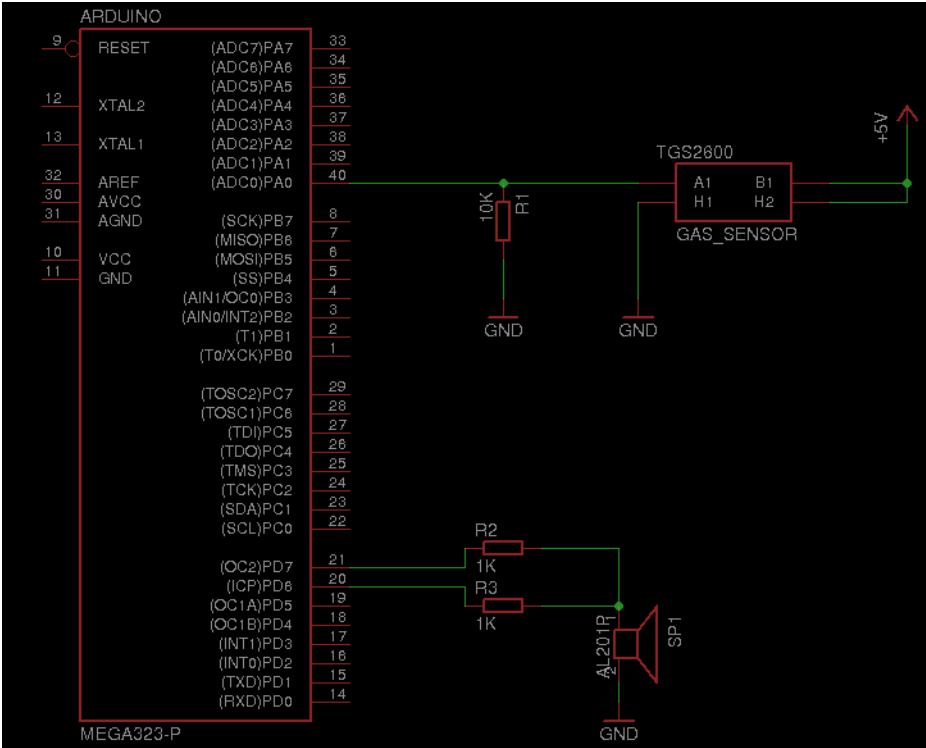 ARDUINO
9 RESET
12 XTAL2
13 XTAL1
32 AREF
30 AVCC
31 AGND
10 VCC
11 GND
(ADC7)PA7 33
(ADC6)PA6 34
(ADC5)PA5 35
(ADC4)PA4 36
(ADC3)PA3 37
(ADC2)PA2 38
(ADC1)PA1 39
(ADC0)PA0 40
(SCK)PB7 8
(MISO)PB6 7
(MOSI)PB5 6
(SS)PB4 5
(AIN1/OC0)PB3 4
(AIN0/INT2)PB2 3
(T1)PB1 2
(T0/XCK)PB0 1
(TOSC2)PC7 29
(TOSC1)PC6 28
(TDI)PC5 27
(TDO)PC4 26
(TMS)PC3 25
(TCK)PC2 24
(SDA)PC1 23
(SCL)PC0 22
(OC2)PD7 21
(ICP)PD6 20
(OC1A)PD5 19
(OC1B)PD4 18
(INT1)PD3 17
(INT0)PD2 16
(TXD)PD1 15
(RXD)PD0 14
MEGA323-P
10K
R1
GND
TGS2600
A1 B1
H1 H2
GAS_SENSOR
GND
+5V
R2
1K
R3
1K
AL201P
1
2
SP1
GND